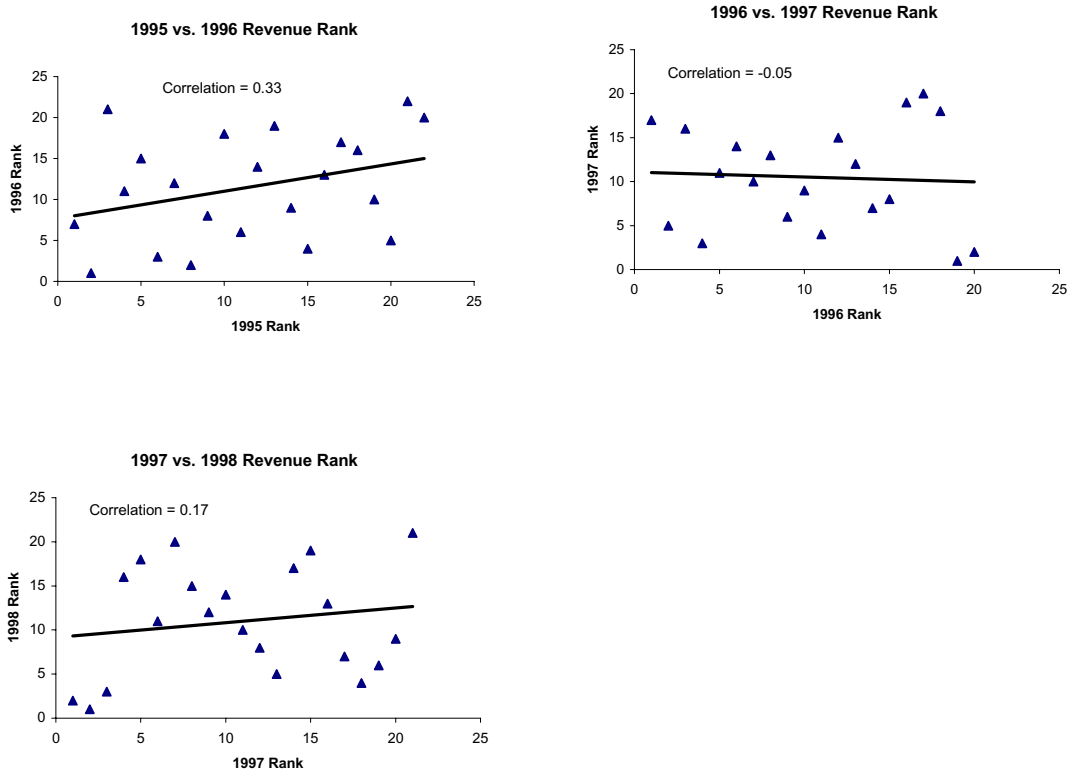 1995 vs. 1996 Revenue Rank
Correlation = 0.33
25
20
15
10
5
0
1996 Rank
0 5 10 15 20 25
1995 Rank
1996 vs. 1997 Revenue Rank
Correlation = -0.05
25
20
15
10
5
0
1997 Rank
0 5 10 15 20 25
1996 Rank
1997 vs. 1998 Revenue Rank
Correlation = 0.17
25
20
15
10
5
0
1998 Rank
0 5 10 15 20 25
1997 Rank